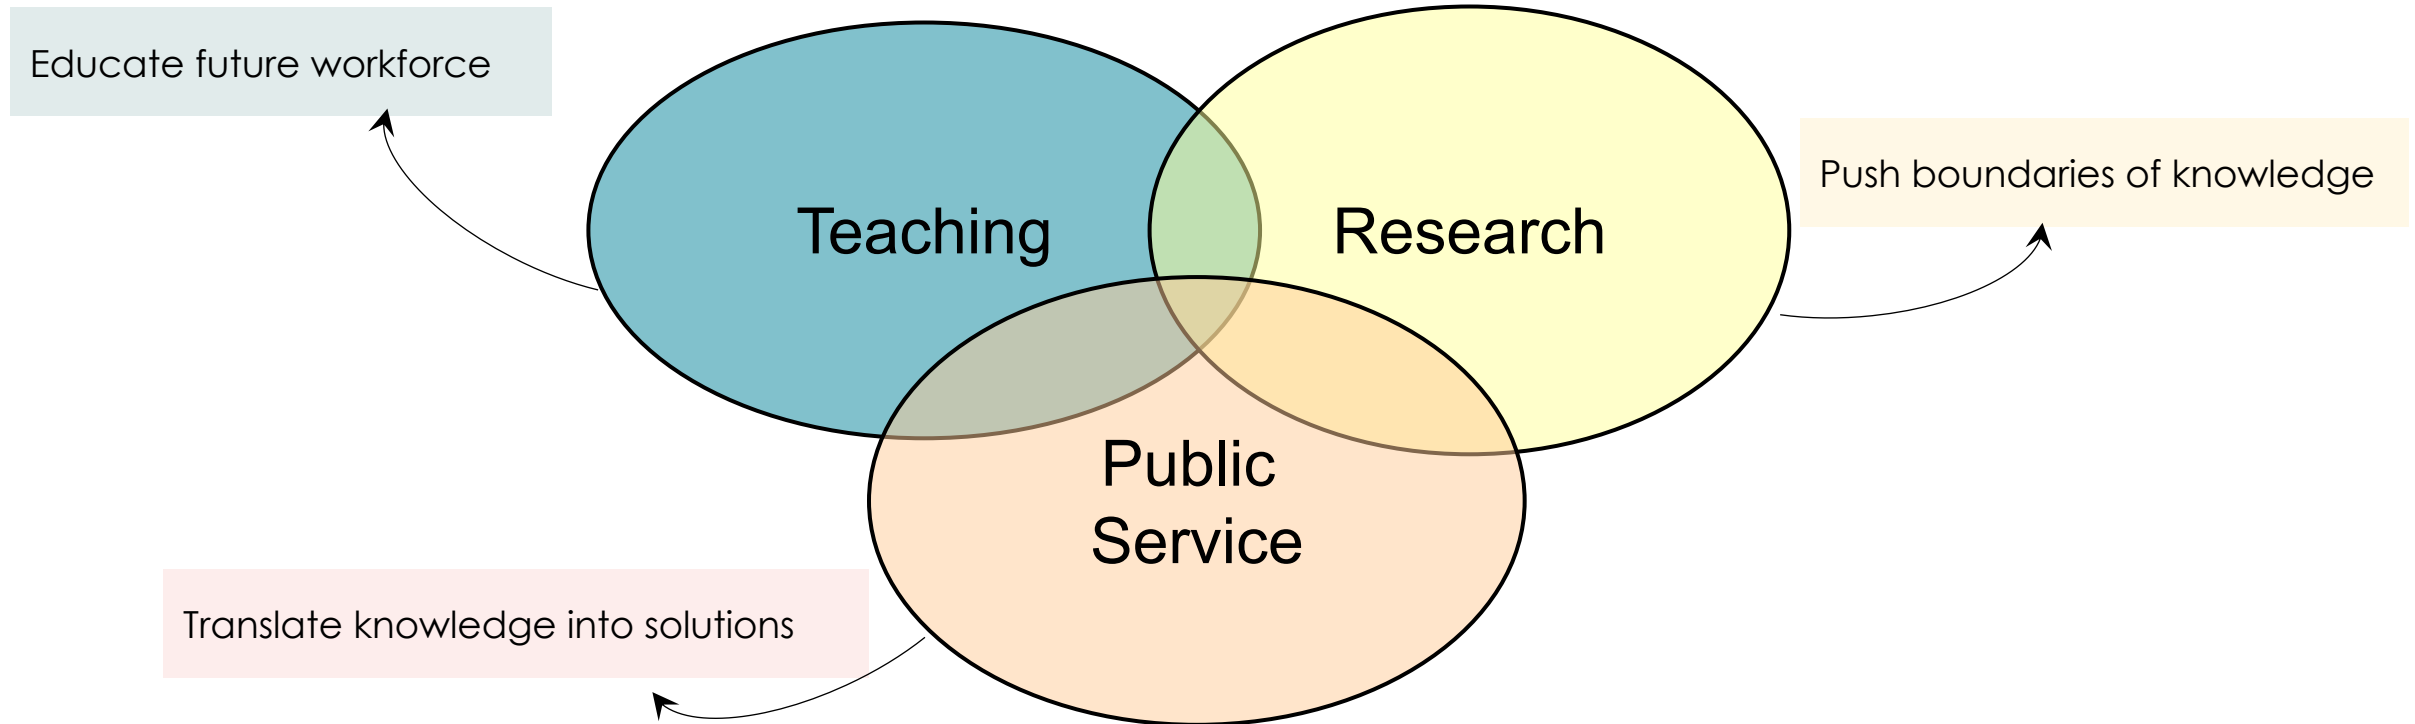 Educate future workforce
Push boundaries of knowledge
Teaching
Research
Public
Service
Translate knowledge into solutions